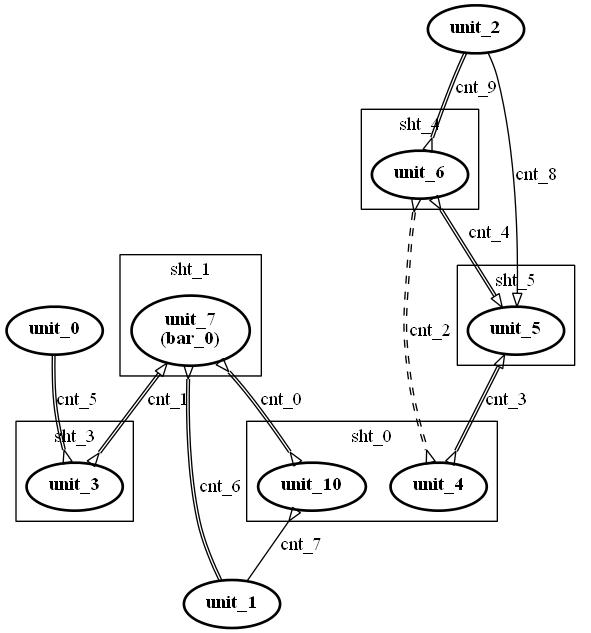 unit_2
cnt_9
sht_4
unit_6
cnt_8
cnt_4
sht_1
sht_5
unit_7
(bar_0)
unit_0
unit_5
cnt_2
cnt_5
cnt_1
cnt_0
cnt_3
sht_3
sht_0
unit_3
unit_10
unit_4
cnt_6
cnt_7
unit_1